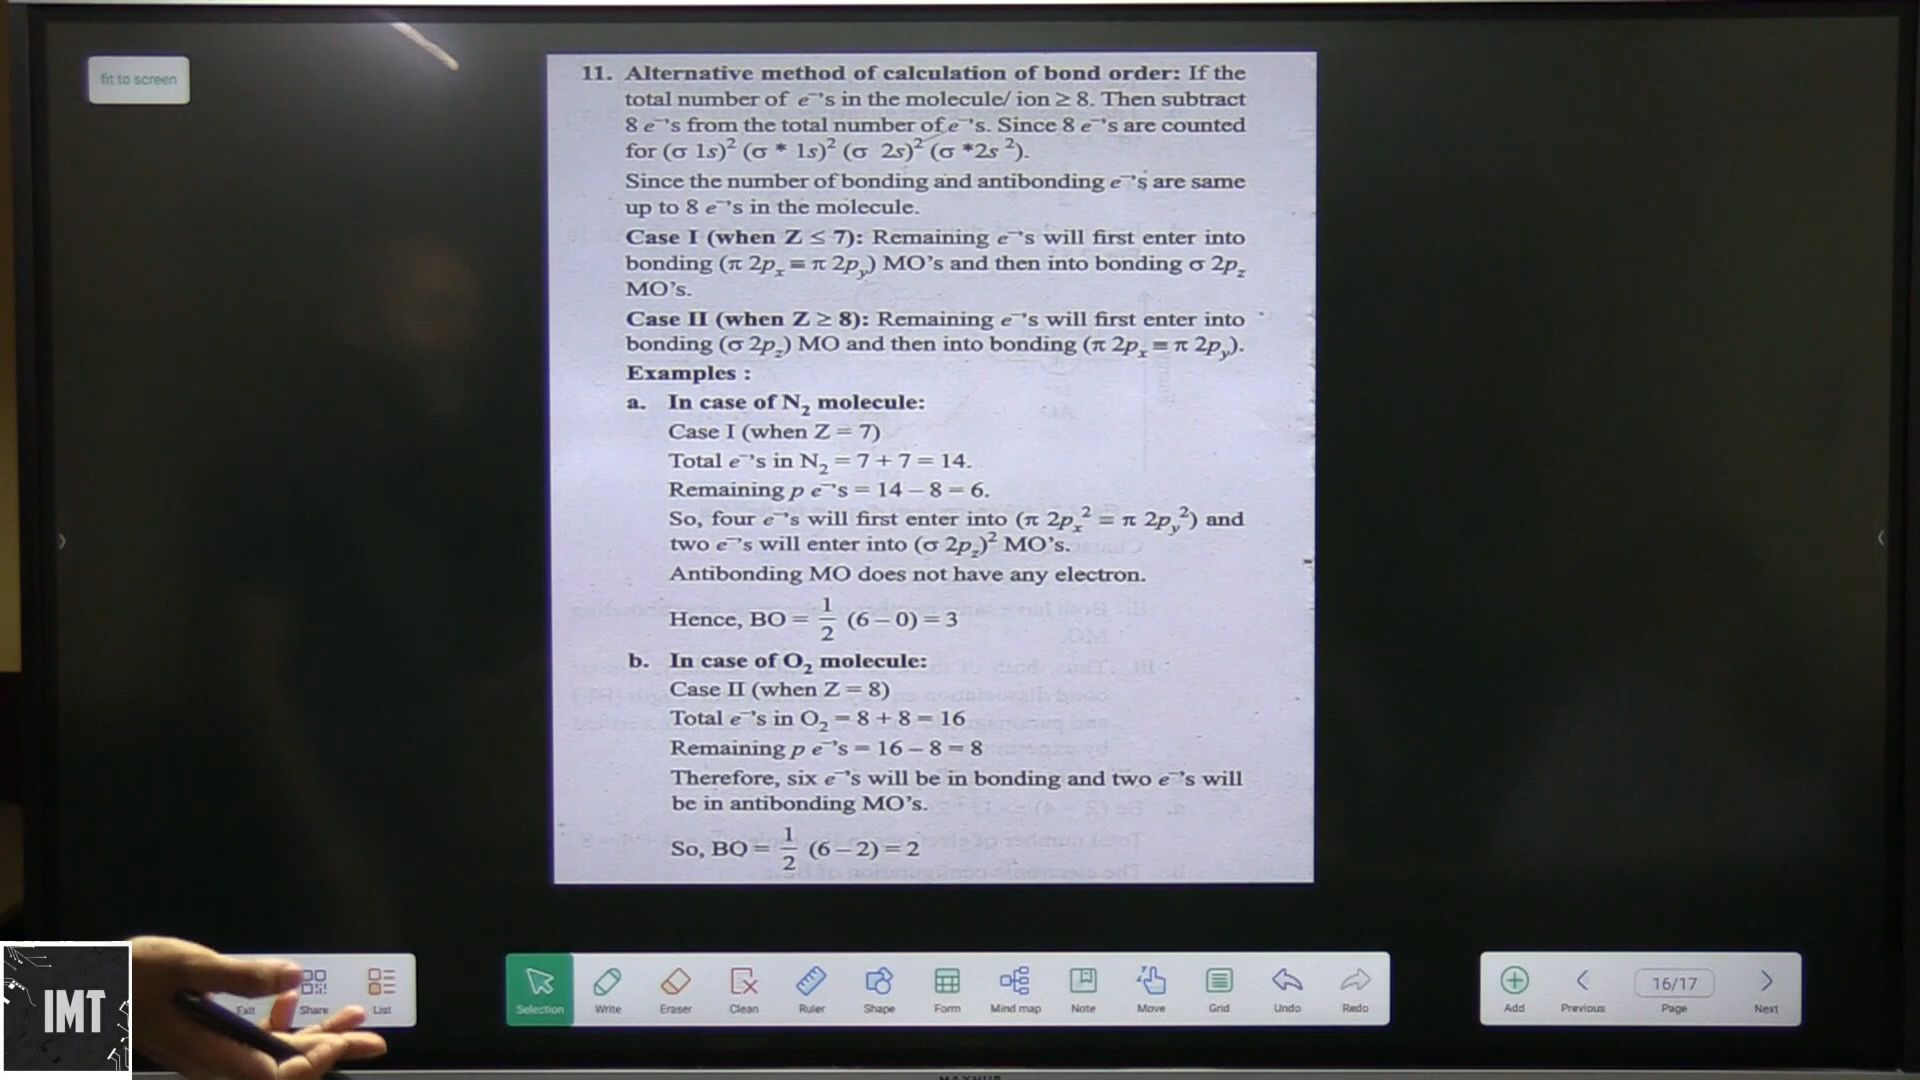 fit to screen
11. Alternative method of calculation of bond order: If the
total number of e⁻'s in the molecule/ ion ≥ 8. Then subtract
8 e⁻'s from the total number of e⁻'s. Since 8 e⁻'s are counted
for (σ 1s)² (σ * 1s)² (σ 2s)² (σ *2s ²).
Since the number of bonding and antibonding e⁻'s are same
up to 8 e⁻'s in the molecule.
Case I (when Z ≤ 7): Remaining e⁻'s will first enter into
bonding (π 2pₓ = π 2p_y) MO's and then into bonding σ 2p_z
MO's.
Case II (when Z ≥ 8): Remaining e⁻'s will first enter into
bonding (σ 2p_z) MO and then into bonding (π 2pₓ = π 2p_y).
Examples :
a. In case of N₂ molecule:
Case I (when Z = 7)
Total e⁻'s in N₂ = 7 + 7 = 14.
Remaining p e⁻'s = 14 – 8 = 6.
So, four e⁻'s will first enter into (π 2pₓ² = π 2p_y²) and
two e⁻'s will enter into (σ 2p_z)² MO's.
Antibonding MO does not have any electron.
Hence, BO = 1/2 (6 – 0) = 3
b. In case of O₂ molecule:
Case II (when Z = 8)
Total e⁻'s in O₂ = 8 + 8 = 16
Remaining p e⁻'s = 16 – 8 = 8
Therefore, six e⁻'s will be in bonding and two e⁻'s will
be in antibonding MO's.
So, BO = 1/2 (6 – 2) = 2
IMT
Exit Share List
Selection Write Eraser Clean Ruler Shape Form Mind map Note Move Grid Undo Redo
Add Previous 16/17 Page Next
MAXHUB